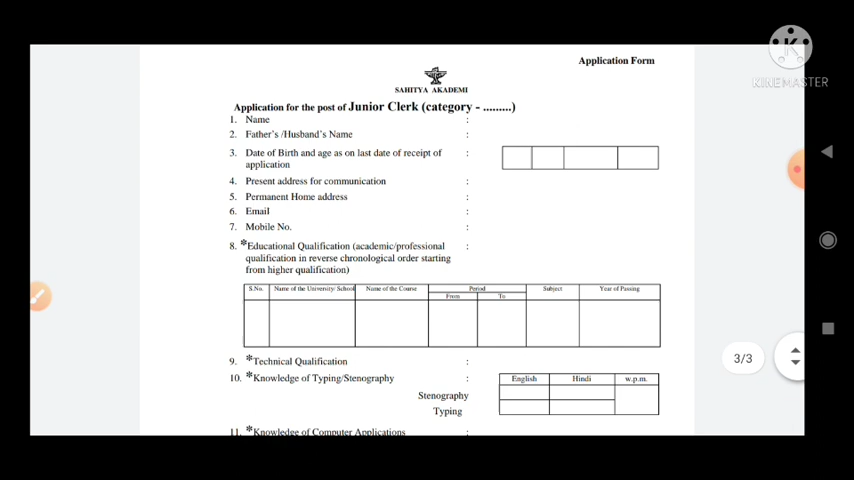 Application Form
KINEMASTER
SAHITYA AKADEMI
Application for the post of Junior Clerk (category - .........)
1. Name :
2. Father's /Husband's Name :
3. Date of Birth and age as on last date of receipt of :
application
4. Present address for communication :
5. Permanent Home address :
6. Email :
7. Mobile No. :
8. *Educational Qualification (academic/professional :
qualification in reverse chronological order starting
from higher qualification)
S.No. Name of the University/ School Name of the Course Period Subject Year of Passing
From To
3/3
9. *Technical Qualification :
10. *Knowledge of Typing/Stenography : English Hindi w.p.m.
Stenography
Typing
11. *Knowledge of Computer Applications :